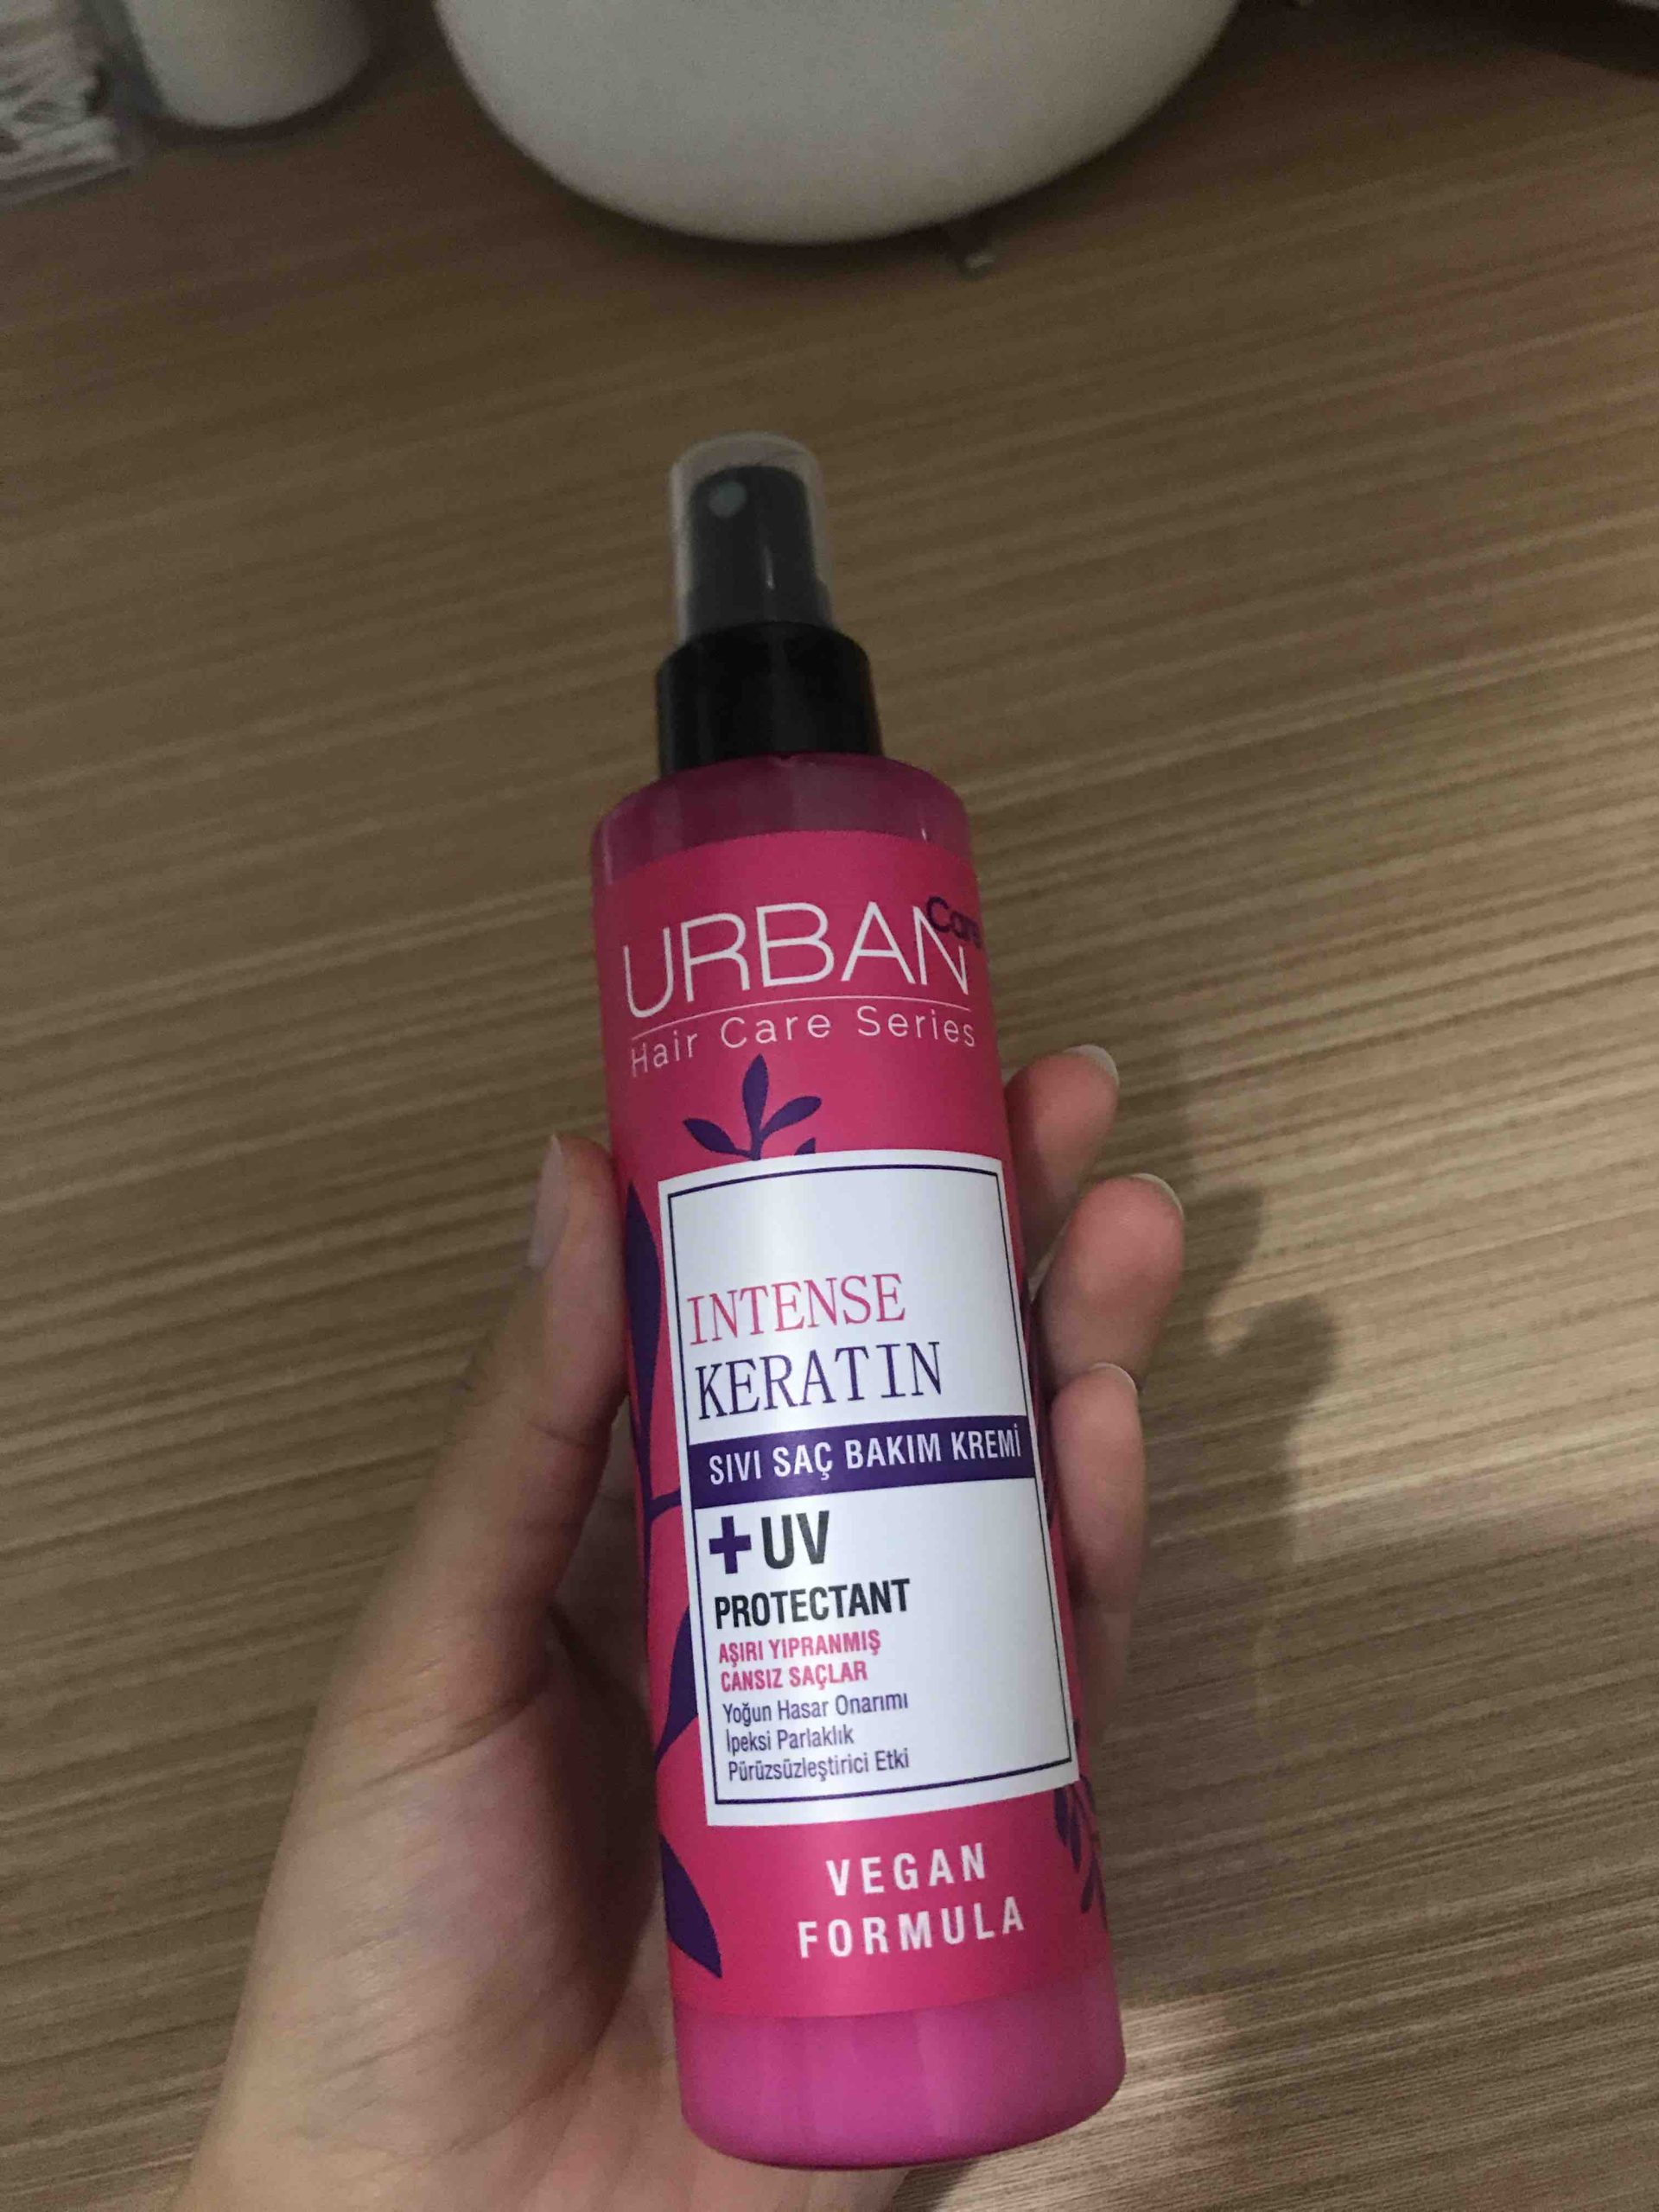 URBAN Care
Hair Care Series
INTENSE
KERATIN
SIVI SAÇ BAKIM KREMİ
+UV
PROTECTANT
AŞIRI YIPRANMIŞ
CANSIZ SAÇLAR
Yoğun Hasar Onarımı
İpeksi Parlaklık
Pürüzsüzleştirici Etki
VEGAN
FORMULA